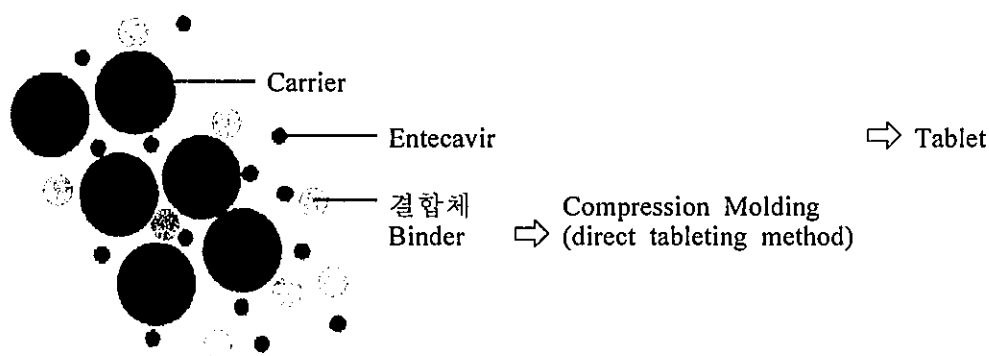 Carrier
Entecavir
⇨ Tablet
결합체
Binder
⇨ Compression Molding
(direct tableting method)